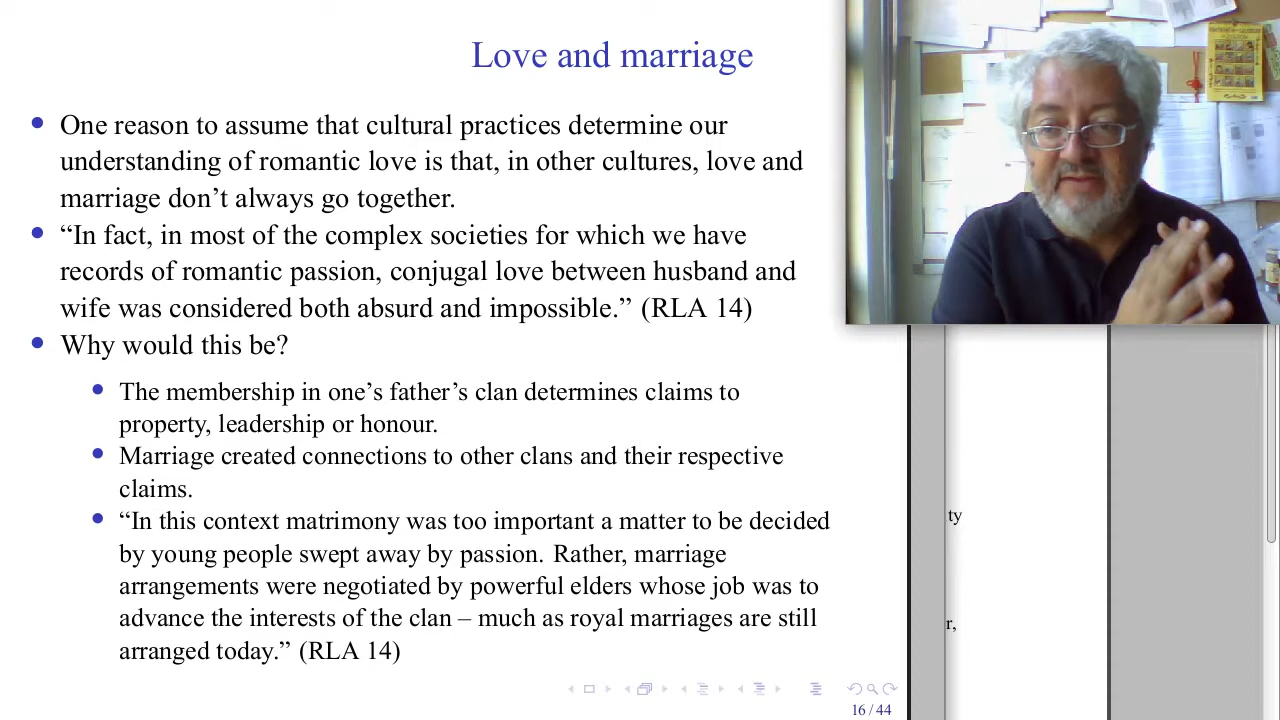 Love and marriage
• One reason to assume that cultural practices determine our
understanding of romantic love is that, in other cultures, love and
marriage don’t always go together.
• “In fact, in most of the complex societies for which we have
records of romantic passion, conjugal love between husband and
wife was considered both absurd and impossible.” (RLA 14)
• Why would this be?
• The membership in one’s father’s clan determines claims to
property, leadership or honour.
• Marriage created connections to other clans and their respective
claims.
• “In this context matrimony was too important a matter to be decided
by young people swept away by passion. Rather, marriage
arrangements were negotiated by powerful elders whose job was to
advance the interests of the clan – much as royal marriages are still
arranged today.” (RLA 14)
16 / 44
ty
r,